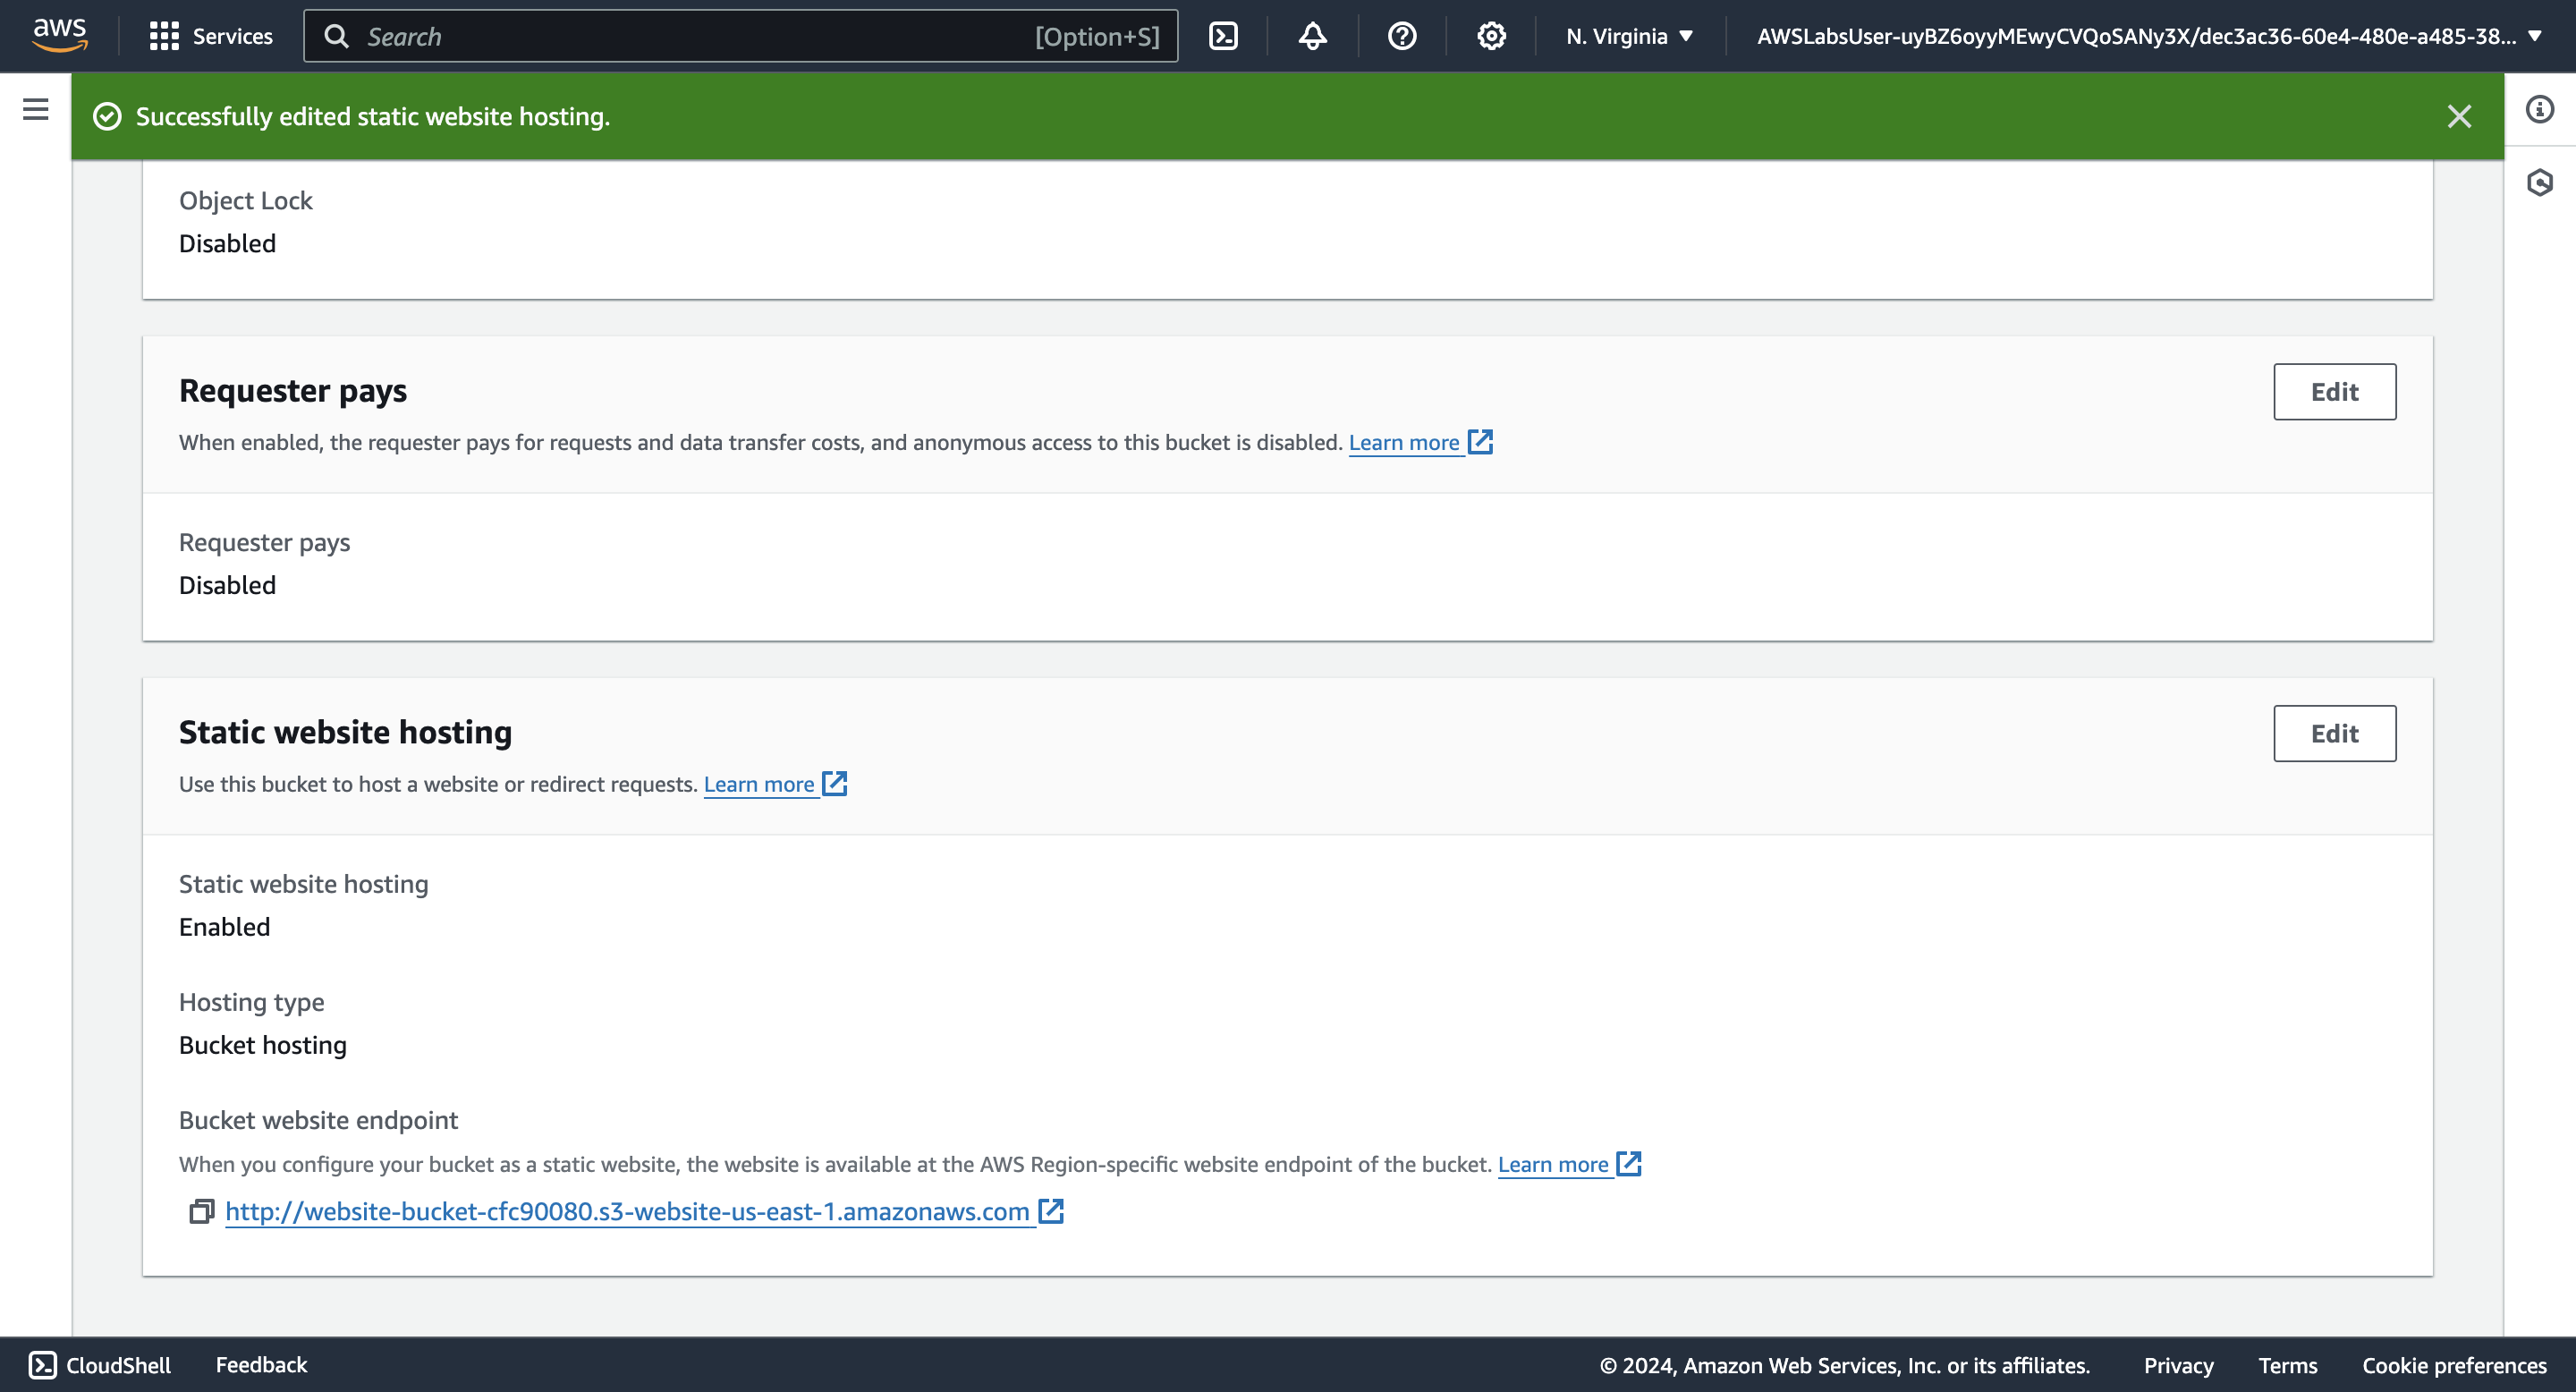 aws
Services
Search
[Option+S]
N. Virginia
AWSLabsUser-uyBZ6oyyMEwyCVQoSANy3X/dec3ac36-60e4-480e-a485-38...
Successfully edited static website hosting.
Object Lock
Disabled
Requester pays
Edit
When enabled, the requester pays for requests and data transfer costs, and anonymous access to this bucket is disabled. Learn more
Requester pays
Disabled
Static website hosting
Edit
Use this bucket to host a website or redirect requests. Learn more
Static website hosting
Enabled
Hosting type
Bucket hosting
Bucket website endpoint
When you configure your bucket as a static website, the website is available at the AWS Region-specific website endpoint of the bucket. Learn more
http://website-bucket-cfc90080.s3-website-us-east-1.amazonaws.com
CloudShell
Feedback
© 2024, Amazon Web Services, Inc. or its affiliates.
Privacy
Terms
Cookie preferences